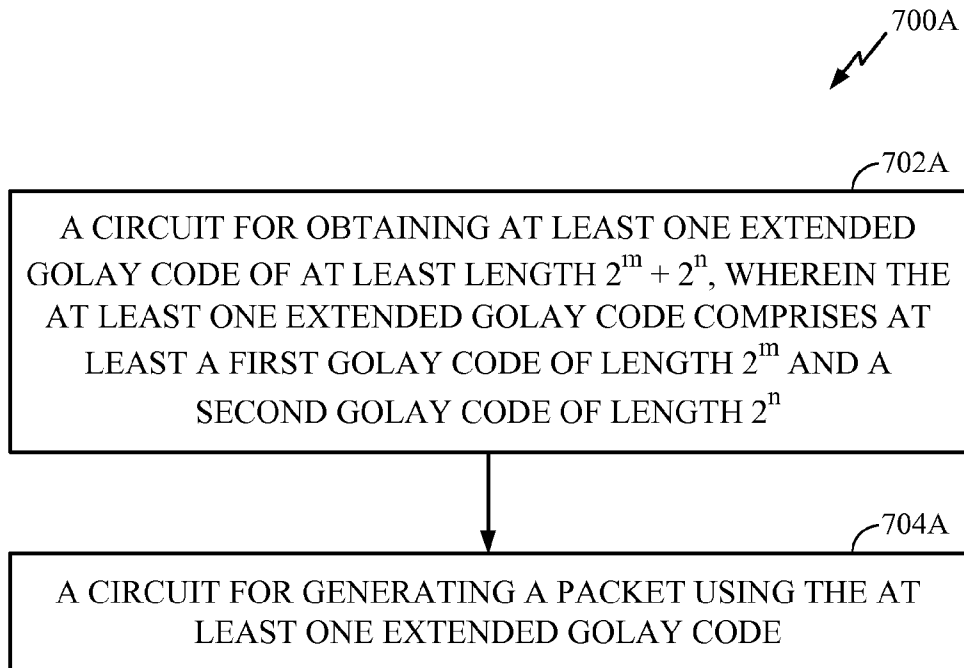 700A
702A
A CIRCUIT FOR OBTAINING AT LEAST ONE EXTENDED
GOLAY CODE OF AT LEAST LENGTH 2^m + 2^n, WHEREIN THE
AT LEAST ONE EXTENDED GOLAY CODE COMPRISES AT
LEAST A FIRST GOLAY CODE OF LENGTH 2^m AND A
SECOND GOLAY CODE OF LENGTH 2^n
704A
A CIRCUIT FOR GENERATING A PACKET USING THE AT
LEAST ONE EXTENDED GOLAY CODE